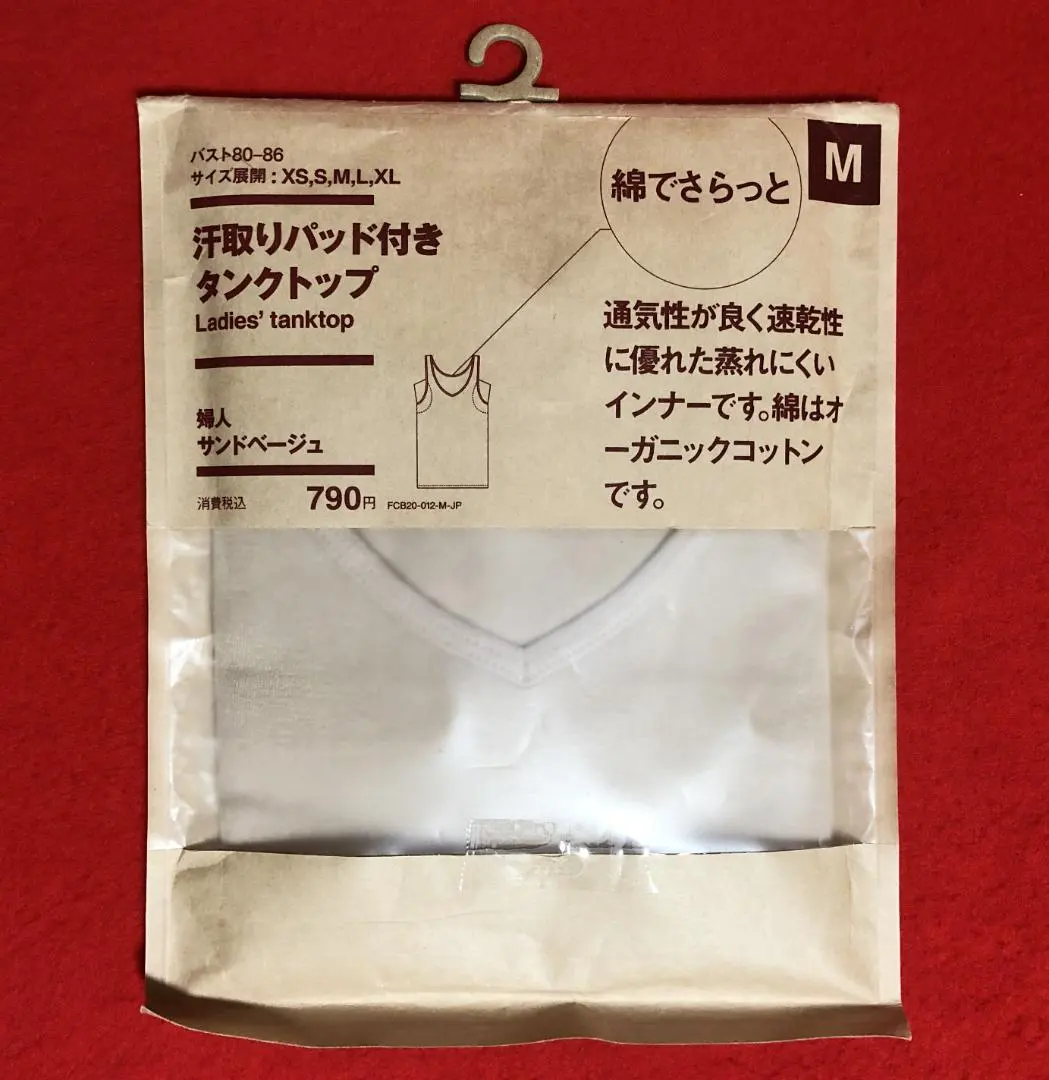 バスト80–86
サイズ展開：XS,S,M,L,XL
汗取りパッド付き
タンクトップ
Ladies' tanktop
婦人
サンドベージュ
消費税込 790円 FCB20-012-M-JP
綿でさらっと
M
通気性が良く速乾性
に優れた蒸れにくい
インナーです。綿はオ
ーガニックコットン
です。